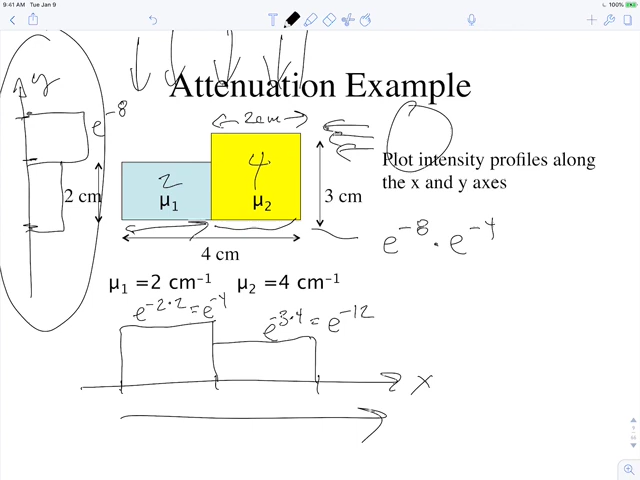 9:41 AM Tue Jan 9
100%
Attenuation Example
y
e^-8
2cm
2
4
μ₁
μ₂
2 cm
3 cm
4 cm
Plot intensity profiles along
the x and y axes
e^-8 · e^-4
μ₁ =2 cm⁻¹
μ₂ =4 cm⁻¹
e^-2·2 = e^-4
e^-3·4 = e^-12
x